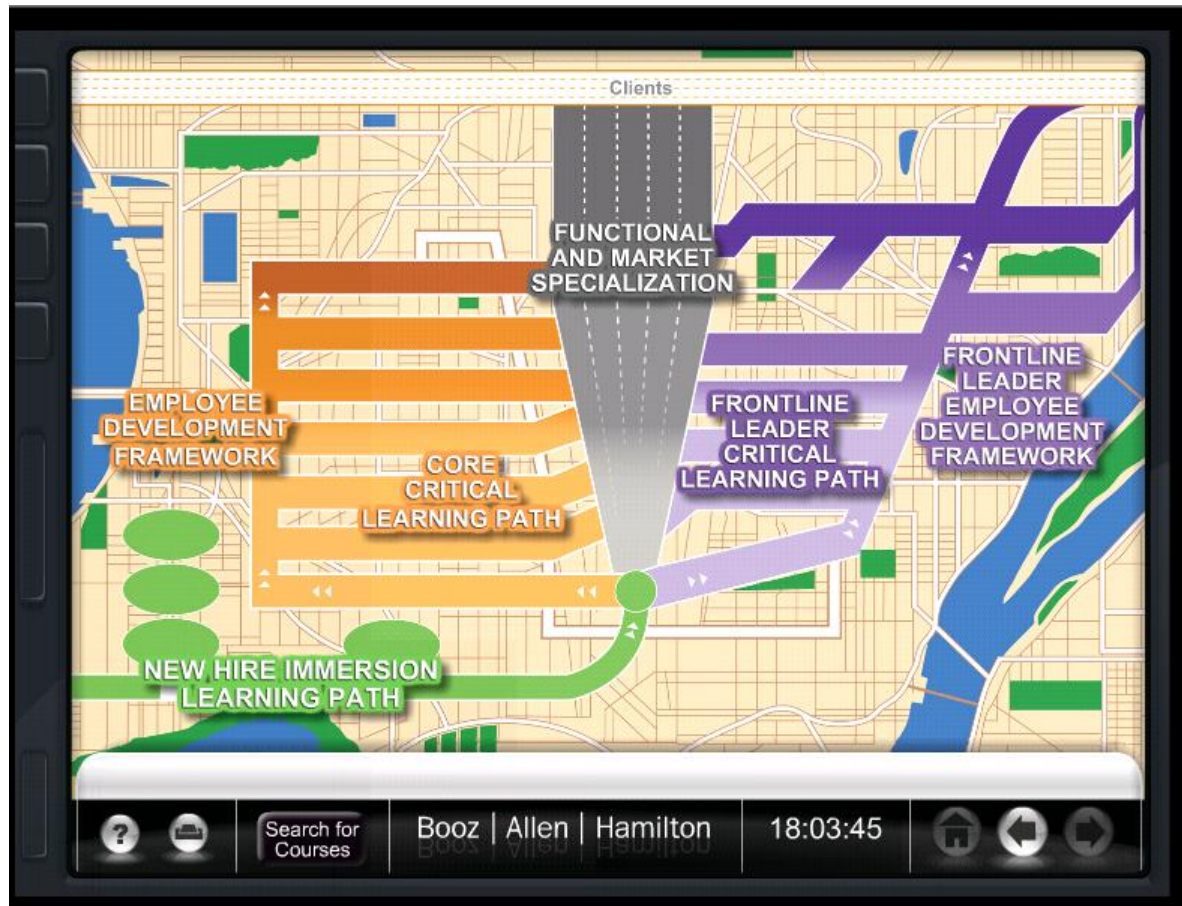 Clients
FUNCTIONAL
AND MARKET
SPECIALIZATION
EMPLOYEE
DEVELOPMENT
FRAMEWORK
CORE
CRITICAL
LEARNING PATH
FRONTLINE
LEADER
CRITICAL
LEARNING PATH
FRONTLINE
LEADER
EMPLOYEE
DEVELOPMENT
FRAMEWORK
NEW HIRE IMMERSION
LEARNING PATH
?
Search for
Courses
Booz | Allen | Hamilton
18:03:45